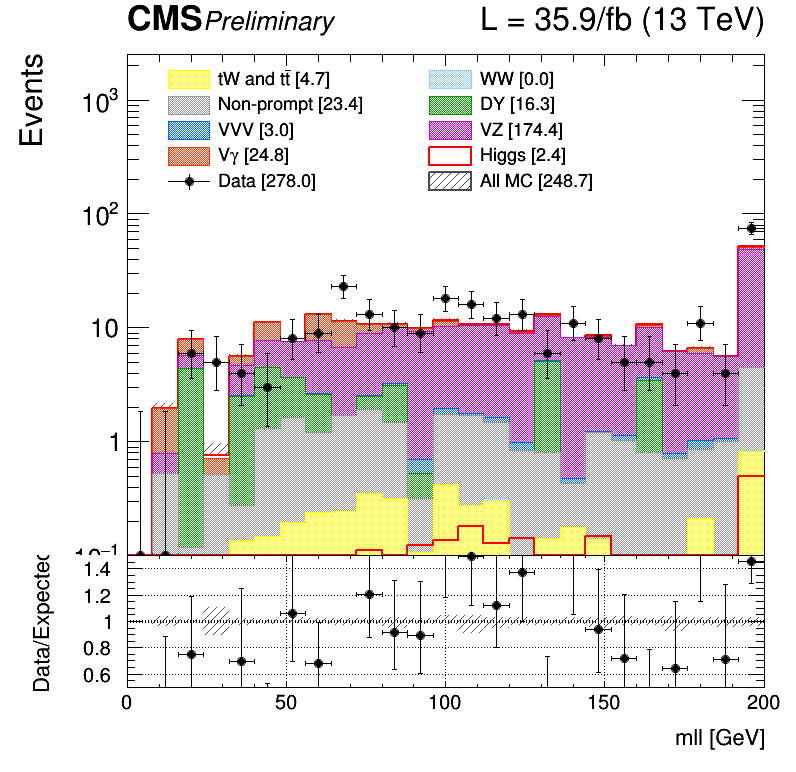 CMS Preliminary L = 35.9/fb (13 TeV)
Events
tW and tt̄ [4.7] WW [0.0]
Non-prompt [23.4] DY [16.3]
VVV [3.0] VZ [174.4]
Vγ [24.8] Higgs [2.4]
Data [278.0] All MC [248.7]
10³
10²
10
1
10⁻¹
Data/Expected
1.4
1.2
1
0.8
0.6
0 50 100 150 200
mll [GeV]